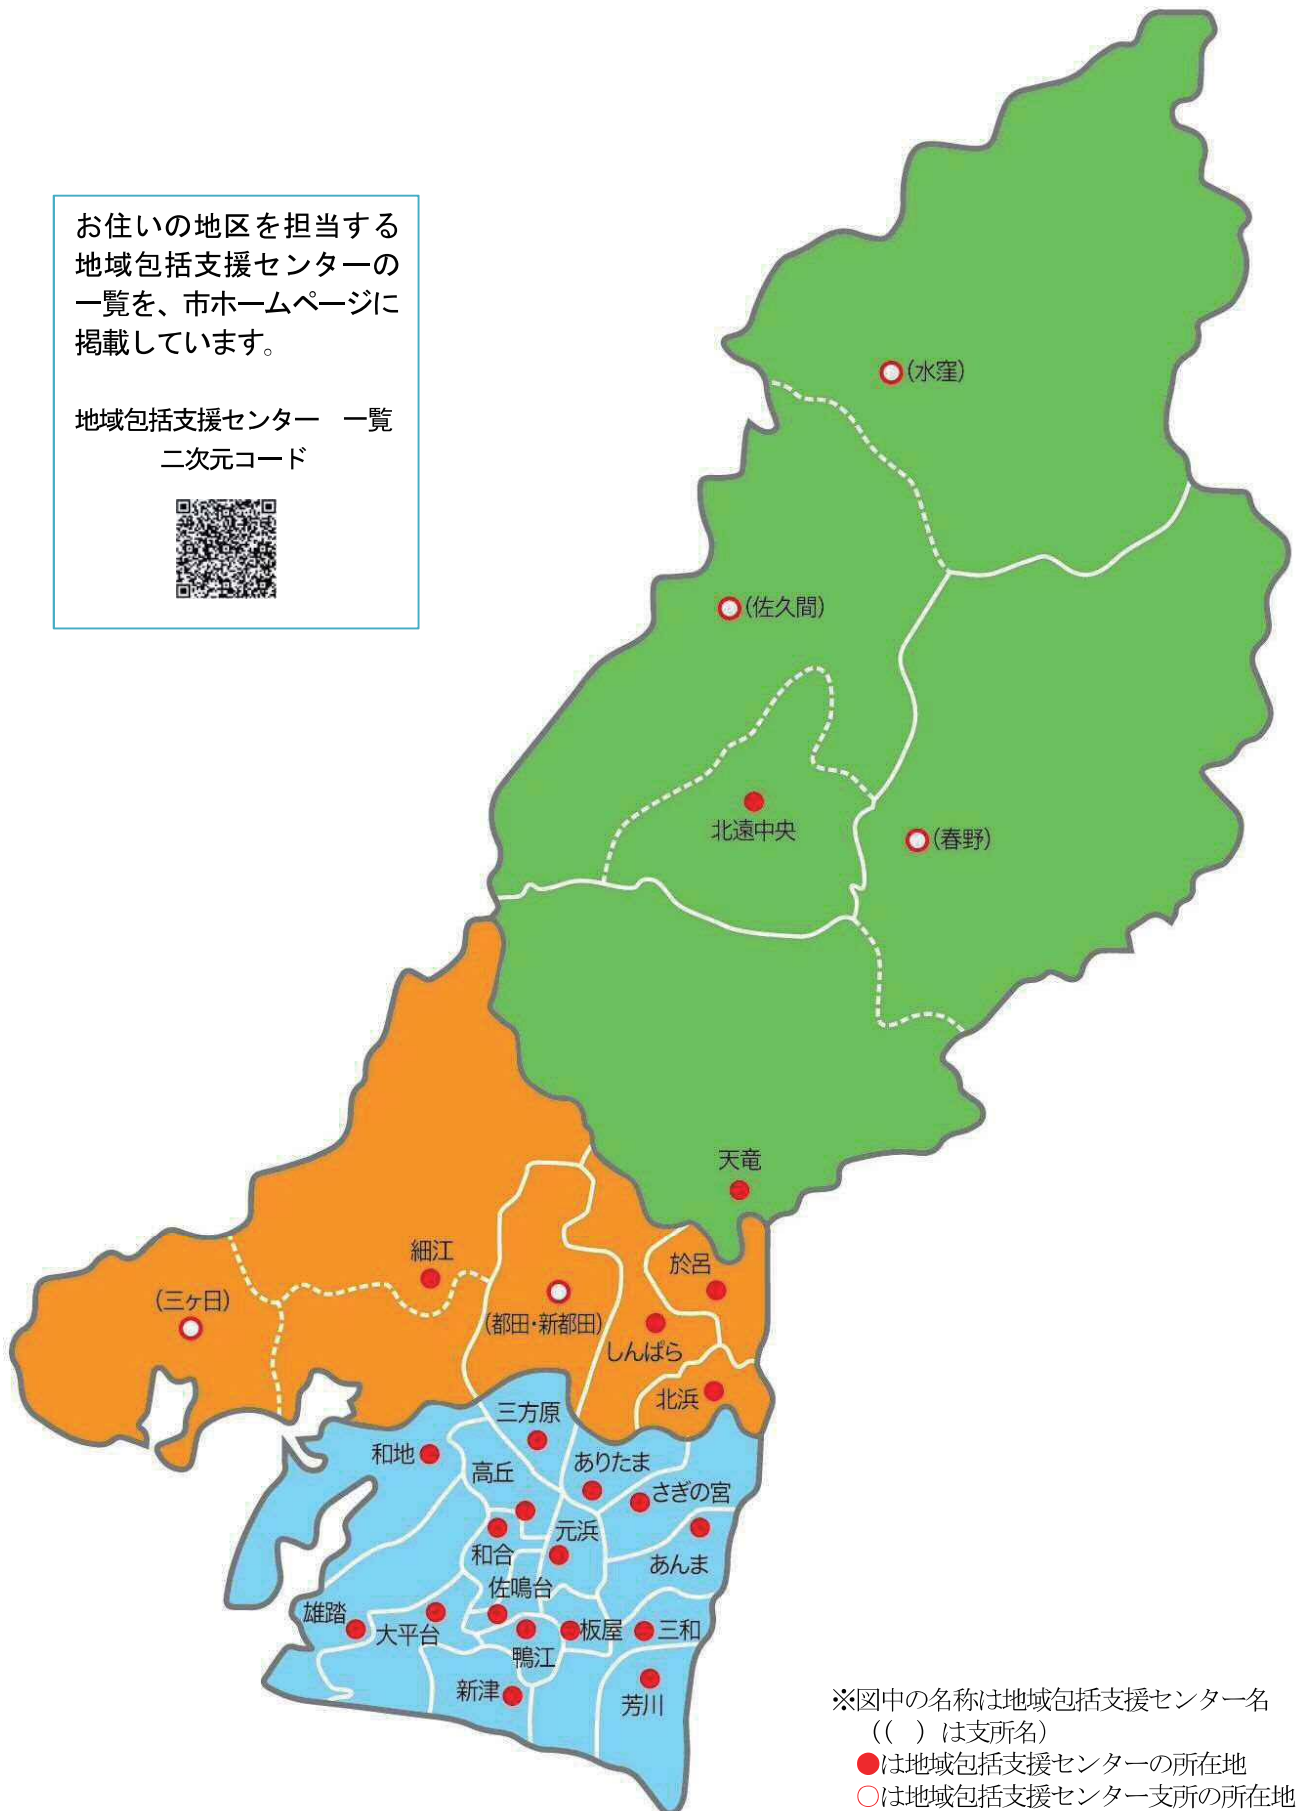 お住いの地区を担当する
地域包括支援センターの
一覧を、市ホームページに
掲載しています。
地域包括支援センター　一覧
二次元コード
(水窪)
(佐久間)
北遠中央
(春野)
天竜
細江
於呂
(三ヶ日)
(都田・新都田)
しんぱら
北浜
三方原
和地
高丘
ありたま
さぎの宮
元浜
和合
あんま
佐鳴台
雄踏
大平台
板屋
三和
鴨江
新津
芳川
※図中の名称は地域包括支援センター名
（(　）は支所名）
●は地域包括支援センターの所在地
○は地域包括支援センター支所の所在地